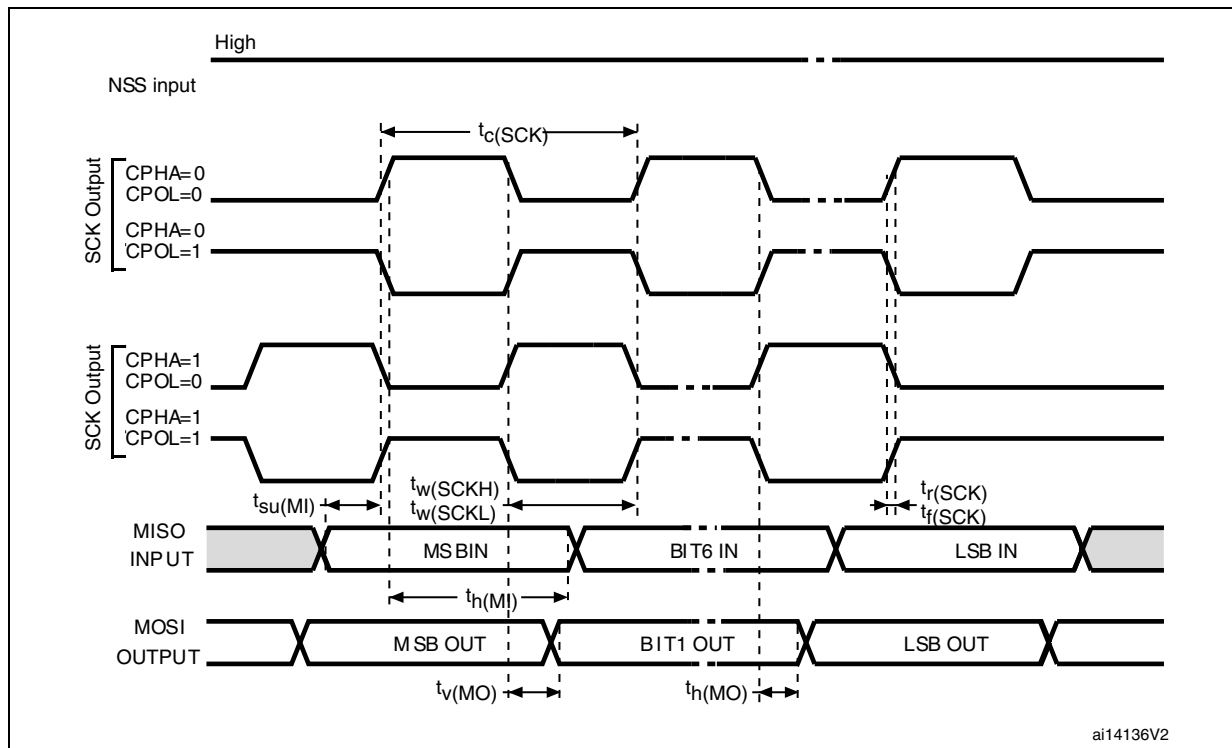 High
NSS input
tc(SCK)
SCK Output
CPHA=0
CPOL=0
CPHA=0
CPOL=1
SCK Output
CPHA=1
CPOL=0
CPHA=1
CPOL=1
tsu(MI)
tw(SCKH)
tw(SCKL)
tr(SCK)
tf(SCK)
MISO
INPUT
MSBIN
BIT6 IN
LSB IN
th(MI)
MOSI
OUTPUT
MSB OUT
BIT1 OUT
LSB OUT
tv(MO)
th(MO)
ai14136V2